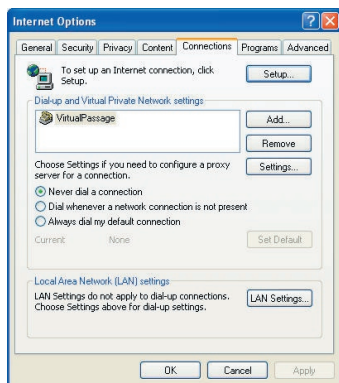 Internet Options
General Security Privacy Content Connections Programs Advanced
To set up an Internet connection, click
Setup.
Setup...
Dial-up and Virtual Private Network settings
VirtualPassage
Add...
Remove
Choose Settings if you need to configure a proxy
server for a connection.
Settings...
Never dial a connection
Dial whenever a network connection is not present
Always dial my default connection
Current: None
Set Default
Local Area Network (LAN) settings
LAN Settings do not apply to dial-up connections.
Choose Settings above for dial-up settings.
LAN Settings...
OK Cancel Apply